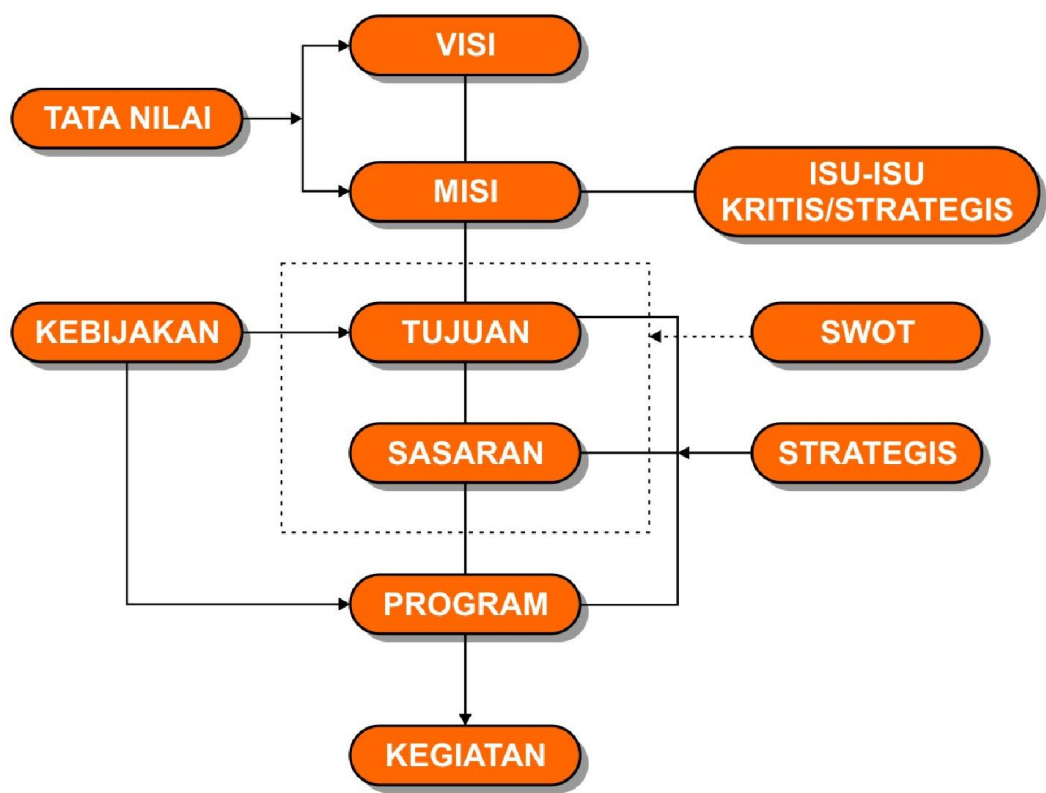 VISI
TATA NILAI
MISI
ISU-ISU
KRITIS/STRATEGIS
KEBIJAKAN
TUJUAN
SWOT
SASARAN
STRATEGIS
PROGRAM
KEGIATAN